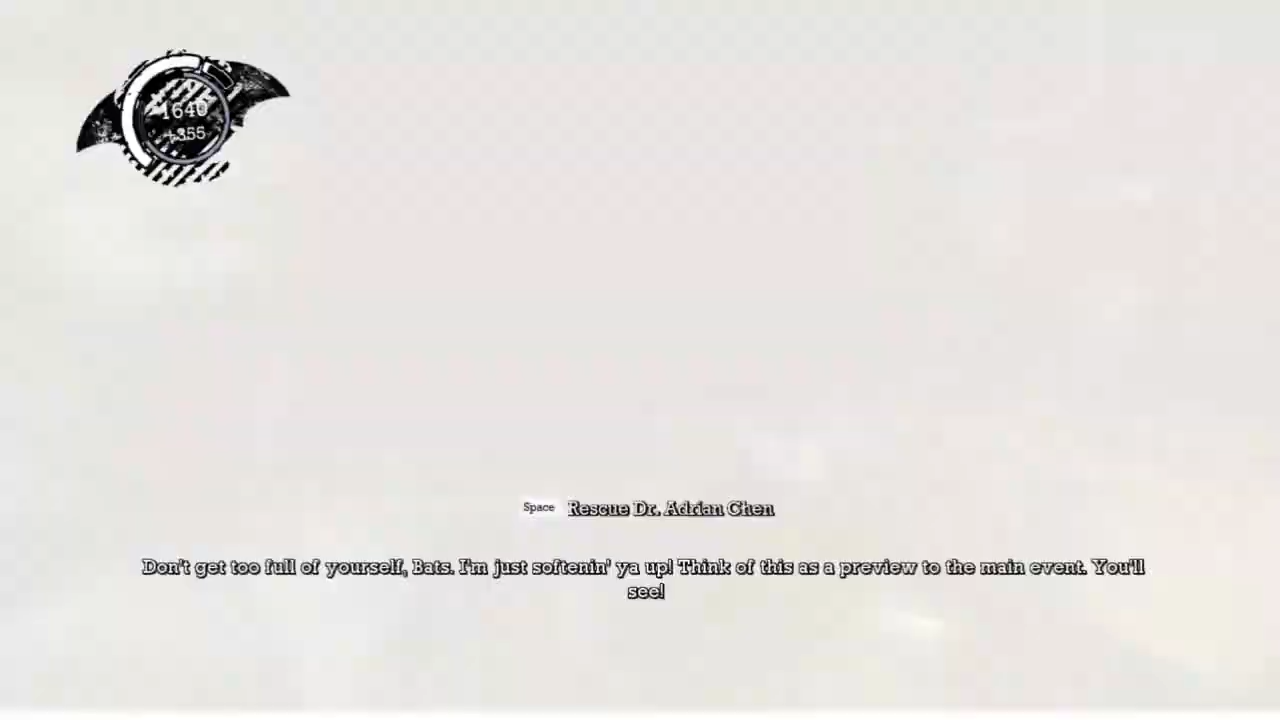 1640
+355
Space Rescue Dr. Adrian Chen
Don't get too full of yourself, Bats. I'm just softenin' ya up! Think of this as a preview to the main event. You'll
see!